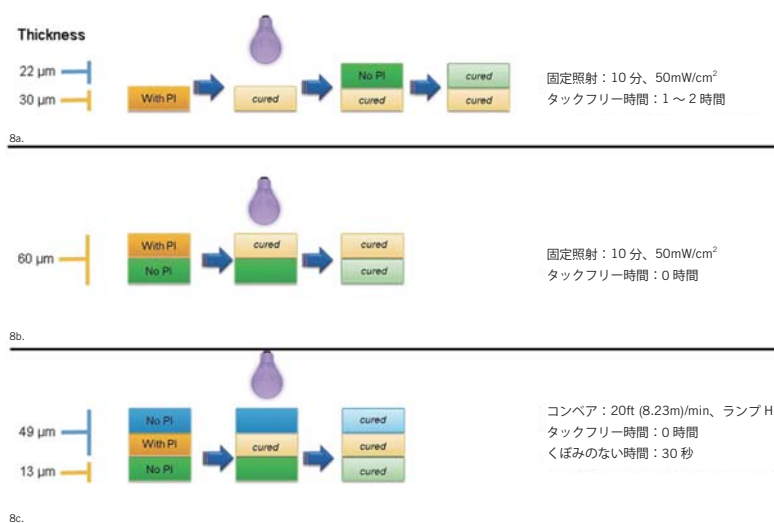 Thickness
22 μm
30 μm
With PI
cured
No PI
cured
cured
cured
固定照射：10 分、50mW/cm²
タックフリー時間：1 ～ 2 時間
8a.
60 μm
With PI
No PI
cured
cured
cured
固定照射：10 分、50mW/cm²
タックフリー時間：0 時間
8b.
49 μm
13 μm
No PI
With PI
No PI
cured
cured
cured
cured
コンベア：20ft (8.23m)/min、ランプ H
タックフリー時間：0 時間
くぼみのない時間：30 秒
8c.